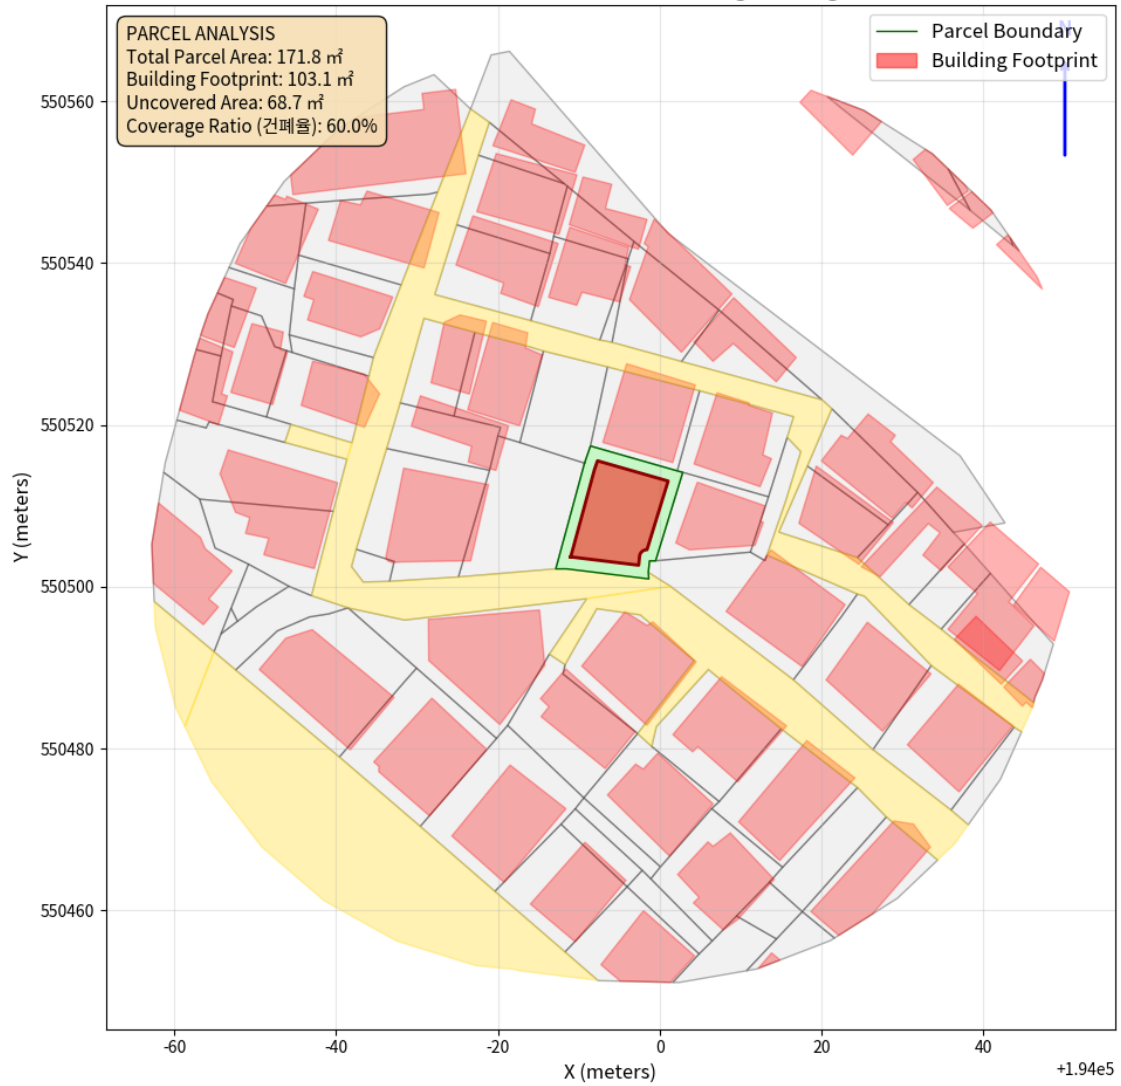 PARCEL ANALYSIS
Total Parcel Area: 171.8 ㎡
Building Footprint: 103.1 ㎡
Uncovered Area: 68.7 ㎡
Coverage Ratio (건폐율): 60.0%
N
Parcel Boundary
Building Footprint
550560
550540
550520
550500
550480
550460
Y (meters)
-60
-40
-20
0
20
40
+1.94e5
X (meters)